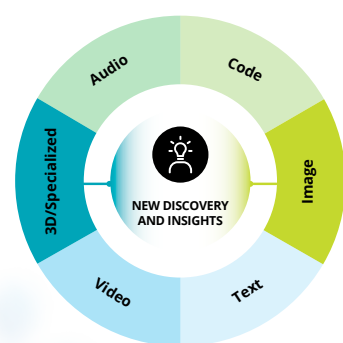 Audio
Code
3D/Specialized
Image
NEW DISCOVERY
AND INSIGHTS
Video
Text